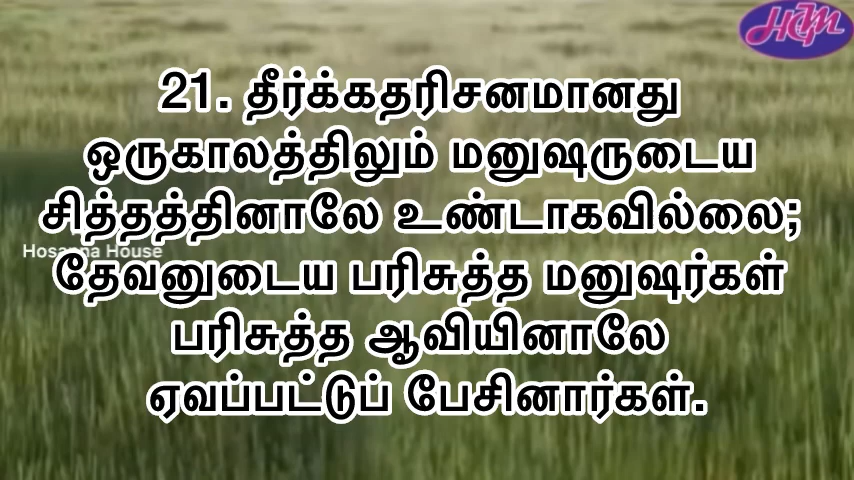 HCM
21. தீர்க்கதரிசனமானது
ஒருகாலத்திலும் மனுஷருடைய
சித்தத்தினாலே உண்டாகவில்லை;
Hosanna House
தேவனுடைய பரிசுத்த மனுஷர்கள்
பரிசுத்த ஆவியினாலே
ஏவப்பட்டுப் பேசினார்கள்.